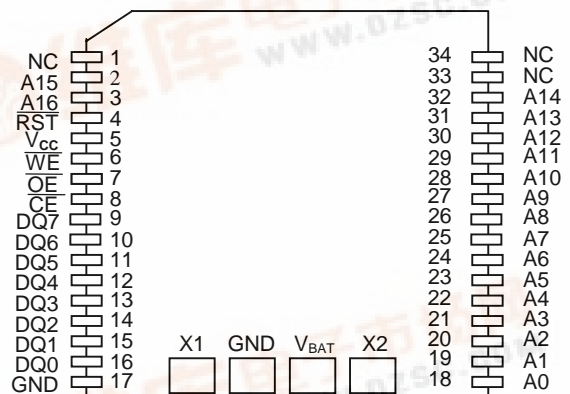 NC 1 34 NC
A15 2 33 NC
A16 3 32 A14
RST 4 31 A13
Vcc 5 30 A12
WE 6 29 A11
OE 7 28 A10
CE 8 27 A9
DQ7 9 26 A8
DQ6 10 25 A7
DQ5 11 24 A6
DQ4 12 23 A5
DQ3 13 22 A4
DQ2 14 21 A3
DQ1 15 20 A2
DQ0 16 19 A1
GND 17 18 A0
X1 GND VBAT X2